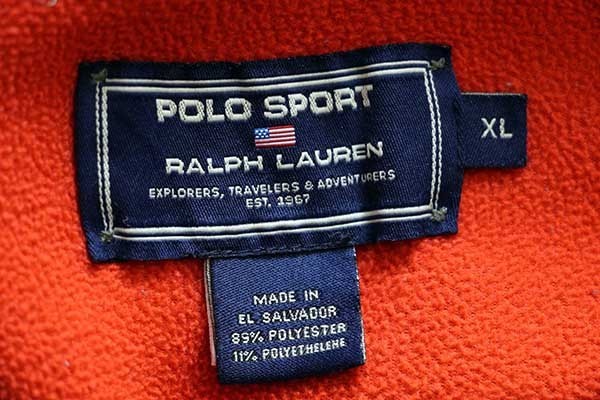 POLO SPORT
RALPH LAUREN
EXPLORERS, TRAVELERS & ADVENTURERS
EST. 1967
XL
MADE IN
EL SALVADOR
89% POLYESTER
11% POLYETHELENE